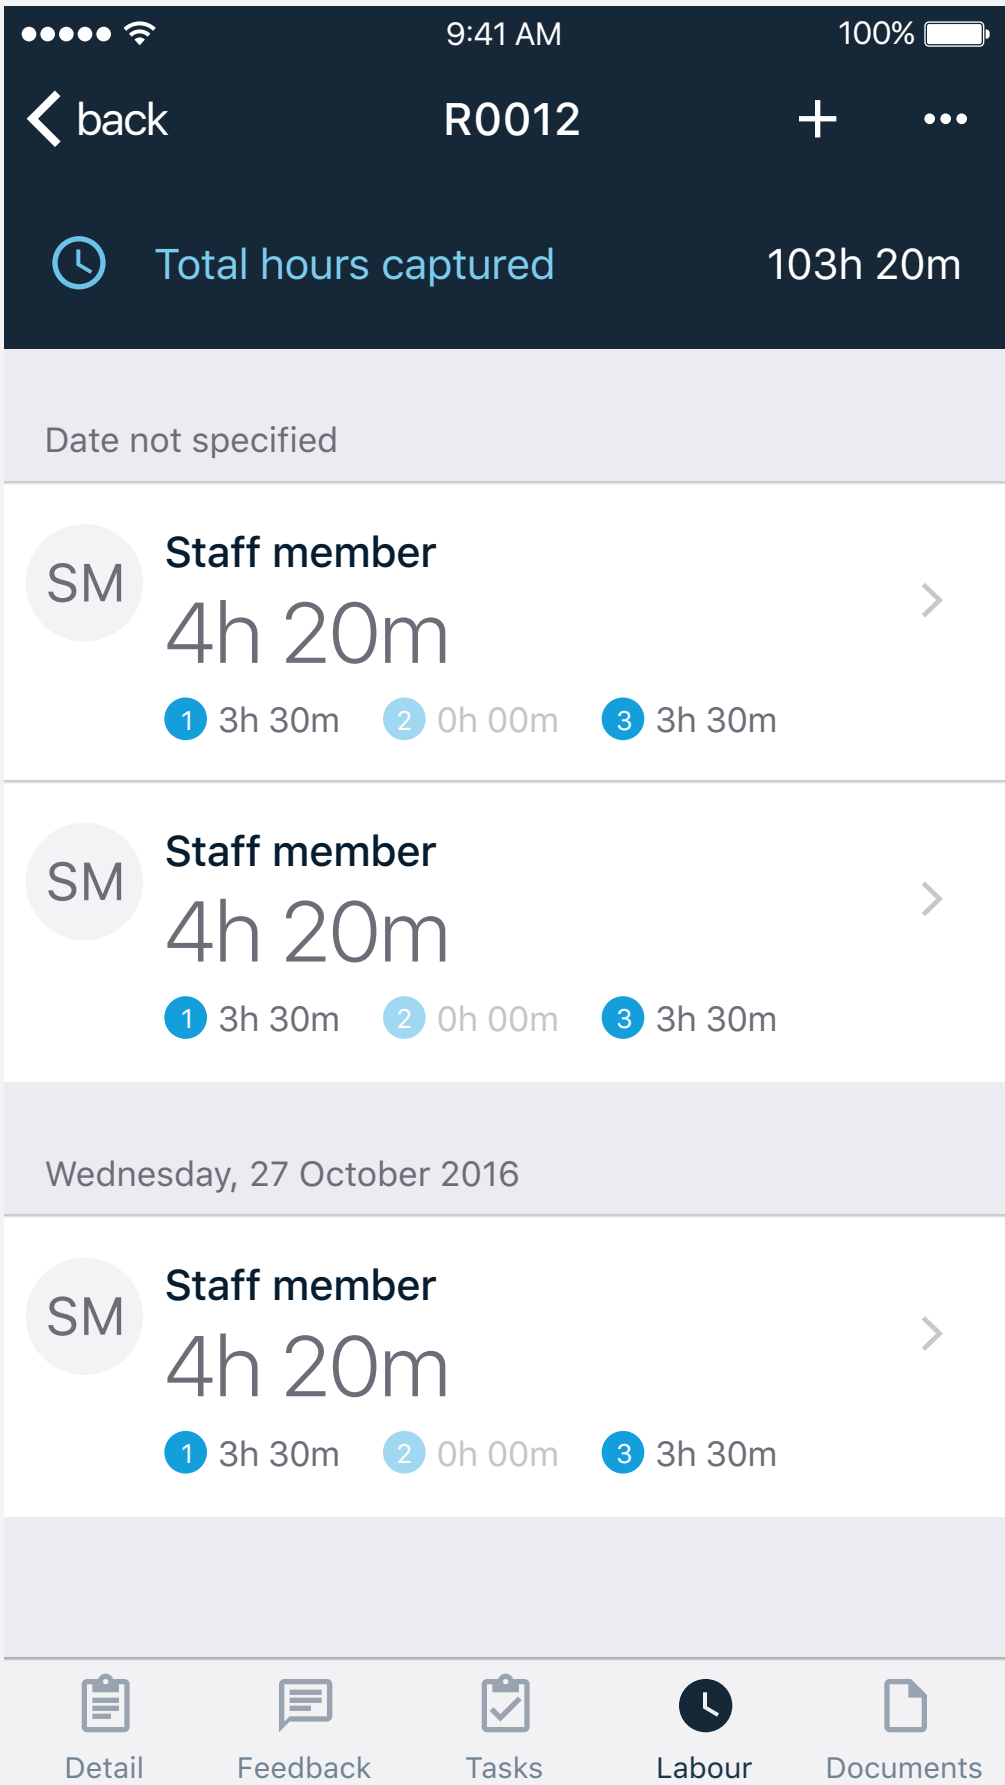 9:41 AM 100%
back R0012
Total hours captured 103h 20m
Date not specified
SM Staff member
4h 20m
1 3h 30m 2 0h 00m 3 3h 30m
SM Staff member
4h 20m
1 3h 30m 2 0h 00m 3 3h 30m
Wednesday, 27 October 2016
SM Staff member
4h 20m
1 3h 30m 2 0h 00m 3 3h 30m
Detail Feedback Tasks Labour Documents